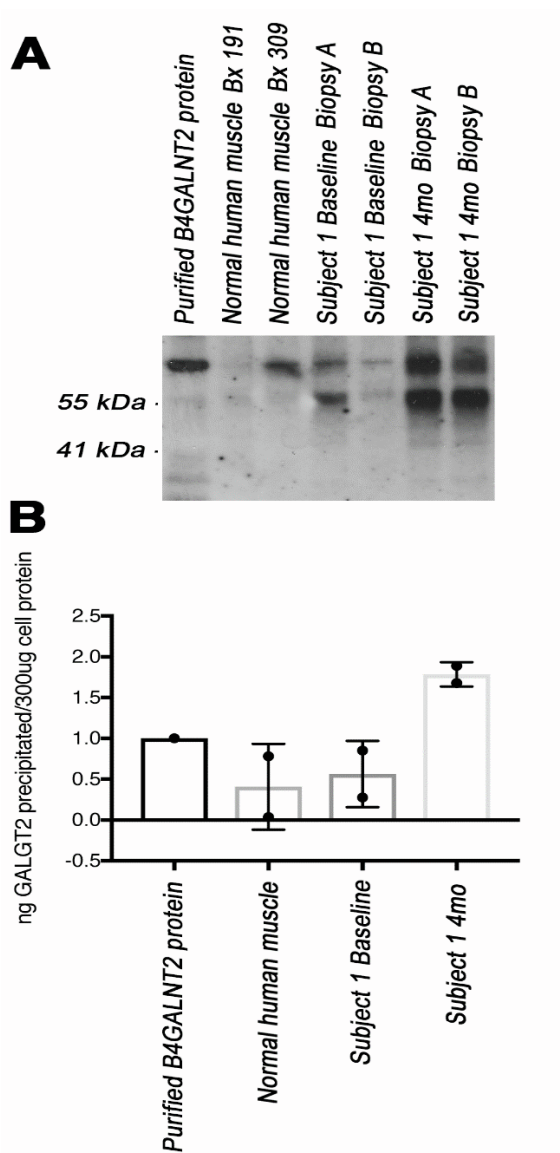 A
Purified B4GALNT2 protein
Normal human muscle Bx 191
Normal human muscle Bx 309
Subject 1 Baseline Biopsy A
Subject 1 Baseline Biopsy B
Subject 1 4mo Biopsy A
Subject 1 4mo Biopsy B
55 kDa
41 kDa
B
ng GALGT2 precipitated/300ug cell protein
2.5
2.0
1.5
1.0
0.5
0.0
-0.5
Purified B4GALNT2 protein
Normal human muscle
Subject 1 Baseline
Subject 1 4mo